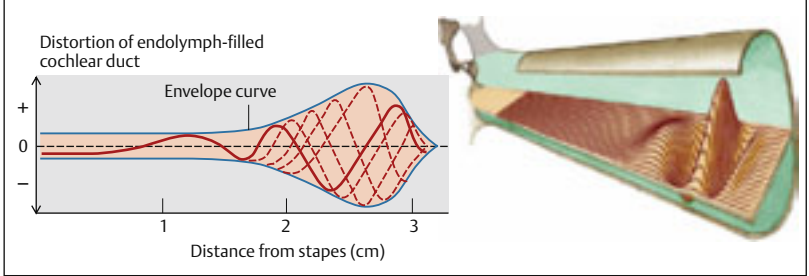 Distortion of endolymph-filled
cochlear duct
Envelope curve
+
0
–
1
2
3
Distance from stapes (cm)